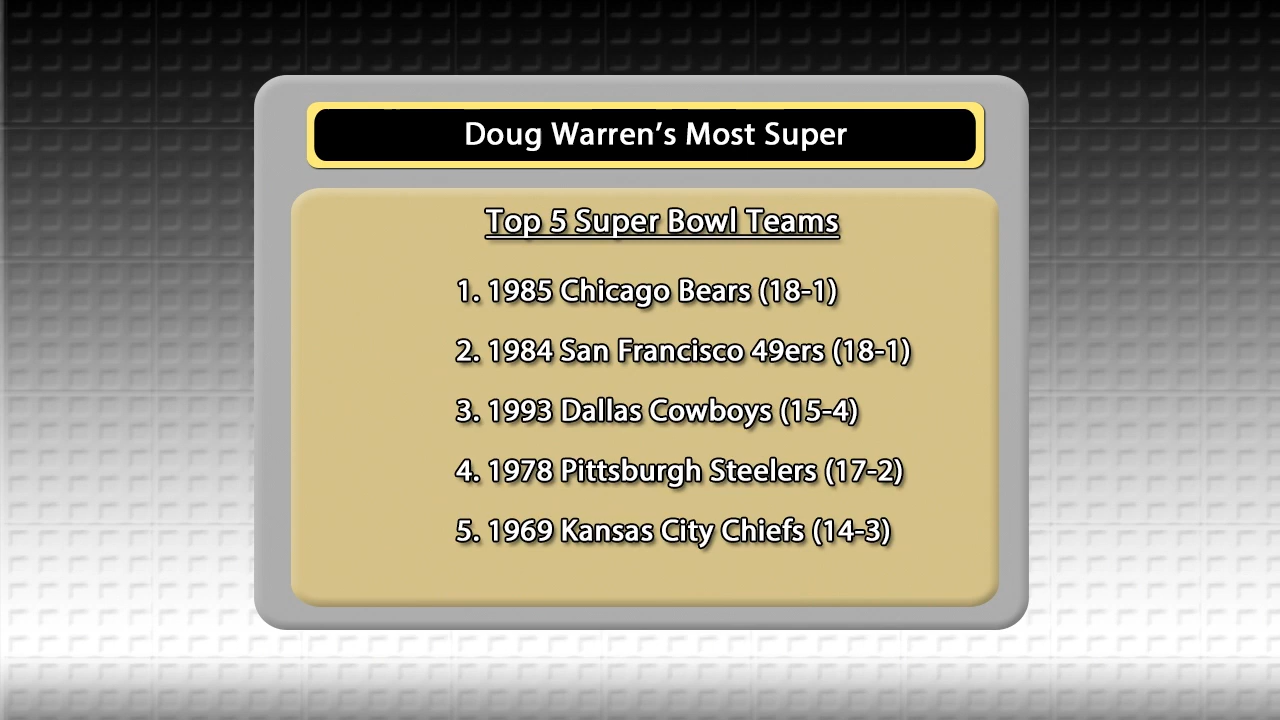 Doug Warren's Most Super
Top 5 Super Bowl Teams
1. 1985 Chicago Bears (18-1)
2. 1984 San Francisco 49ers (18-1)
3. 1993 Dallas Cowboys (15-4)
4. 1978 Pittsburgh Steelers (17-2)
5. 1969 Kansas City Chiefs (14-3)